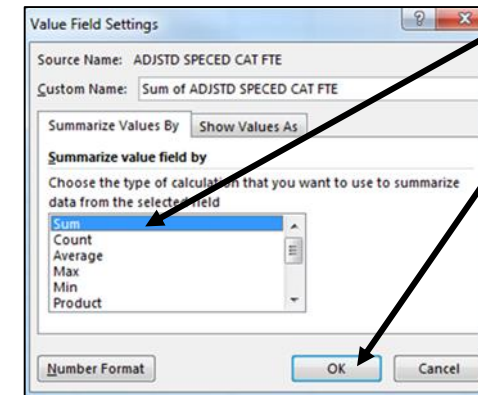 Value Field Settings
Source Name: ADJSTD SPECED CAT FTE
Custom Name: Sum of ADJSTD SPECED CAT FTE
Summarize Values By Show Values As
Summarize value field by
Choose the type of calculation that you want to use to summarize
data from the selected field
Sum
Count
Average
Max
Min
Product
Number Format OK Cancel